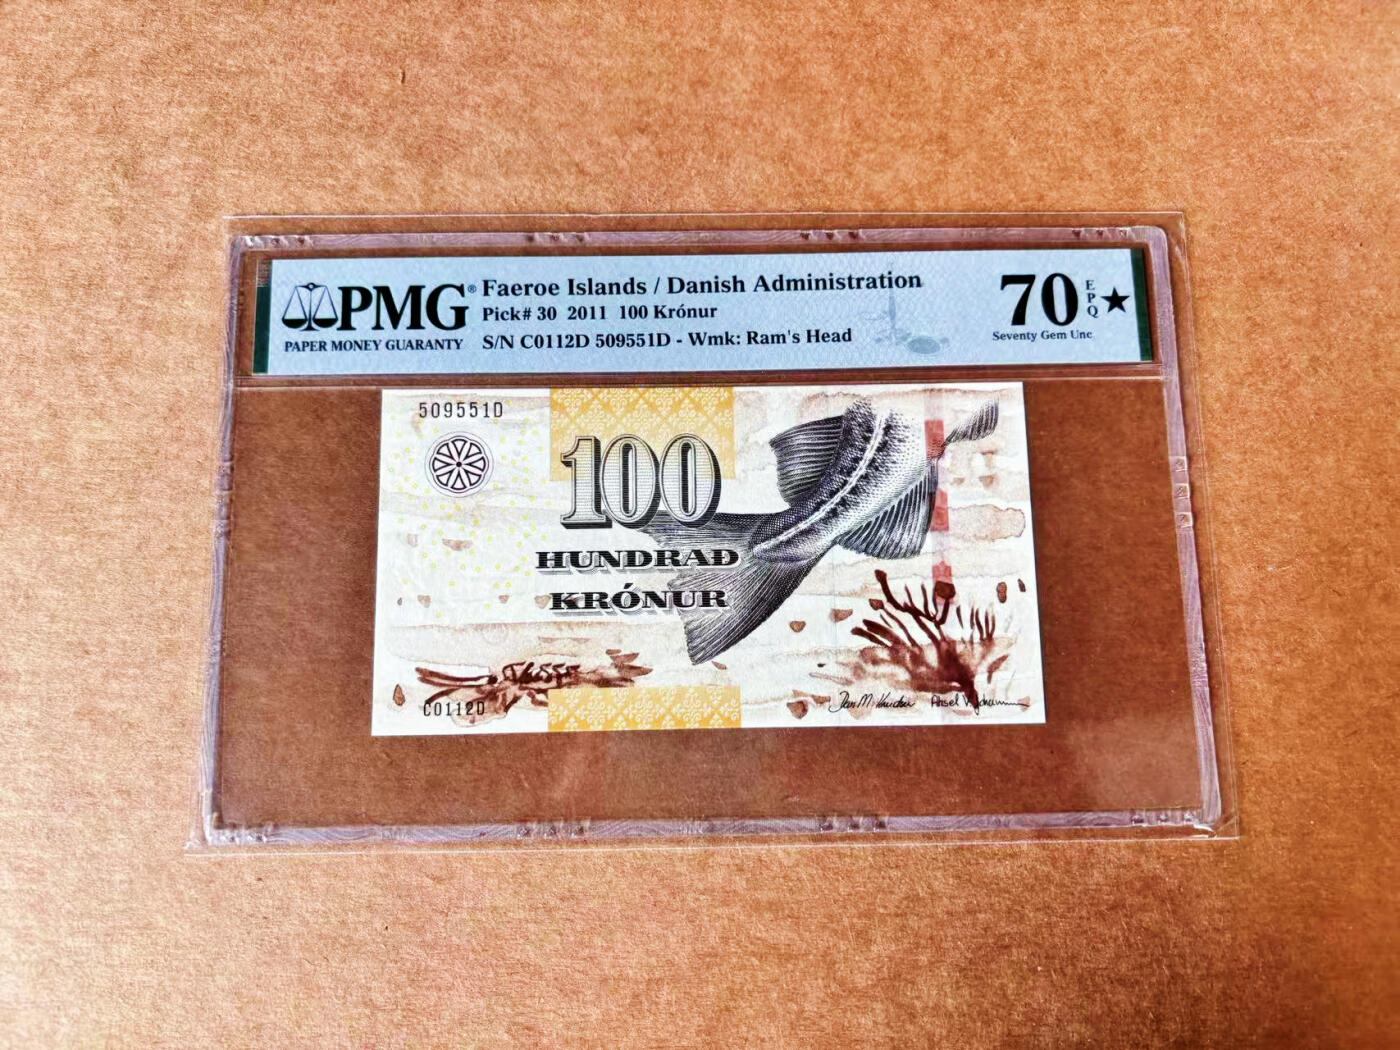 PMG®
PAPER MONEY GUARANTY
Faeroe Islands / Danish Administration
Pick# 30 2011 100 Krónur
S/N C0112D 509551D - Wmk: Ram's Head
70 EPQ ★
Seventy Gem Unc
509551D
100
HUNDRAÐ
KRÓNUR
C0112D